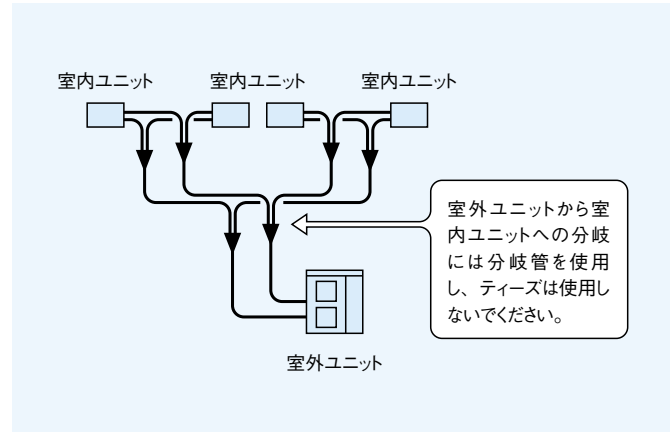 室内ユニット
室内ユニット
室内ユニット
室外ユニットから室
内ユニットへの分岐
には分岐管を使用
し、ティーズは使用し
ないでください。
室外ユニット